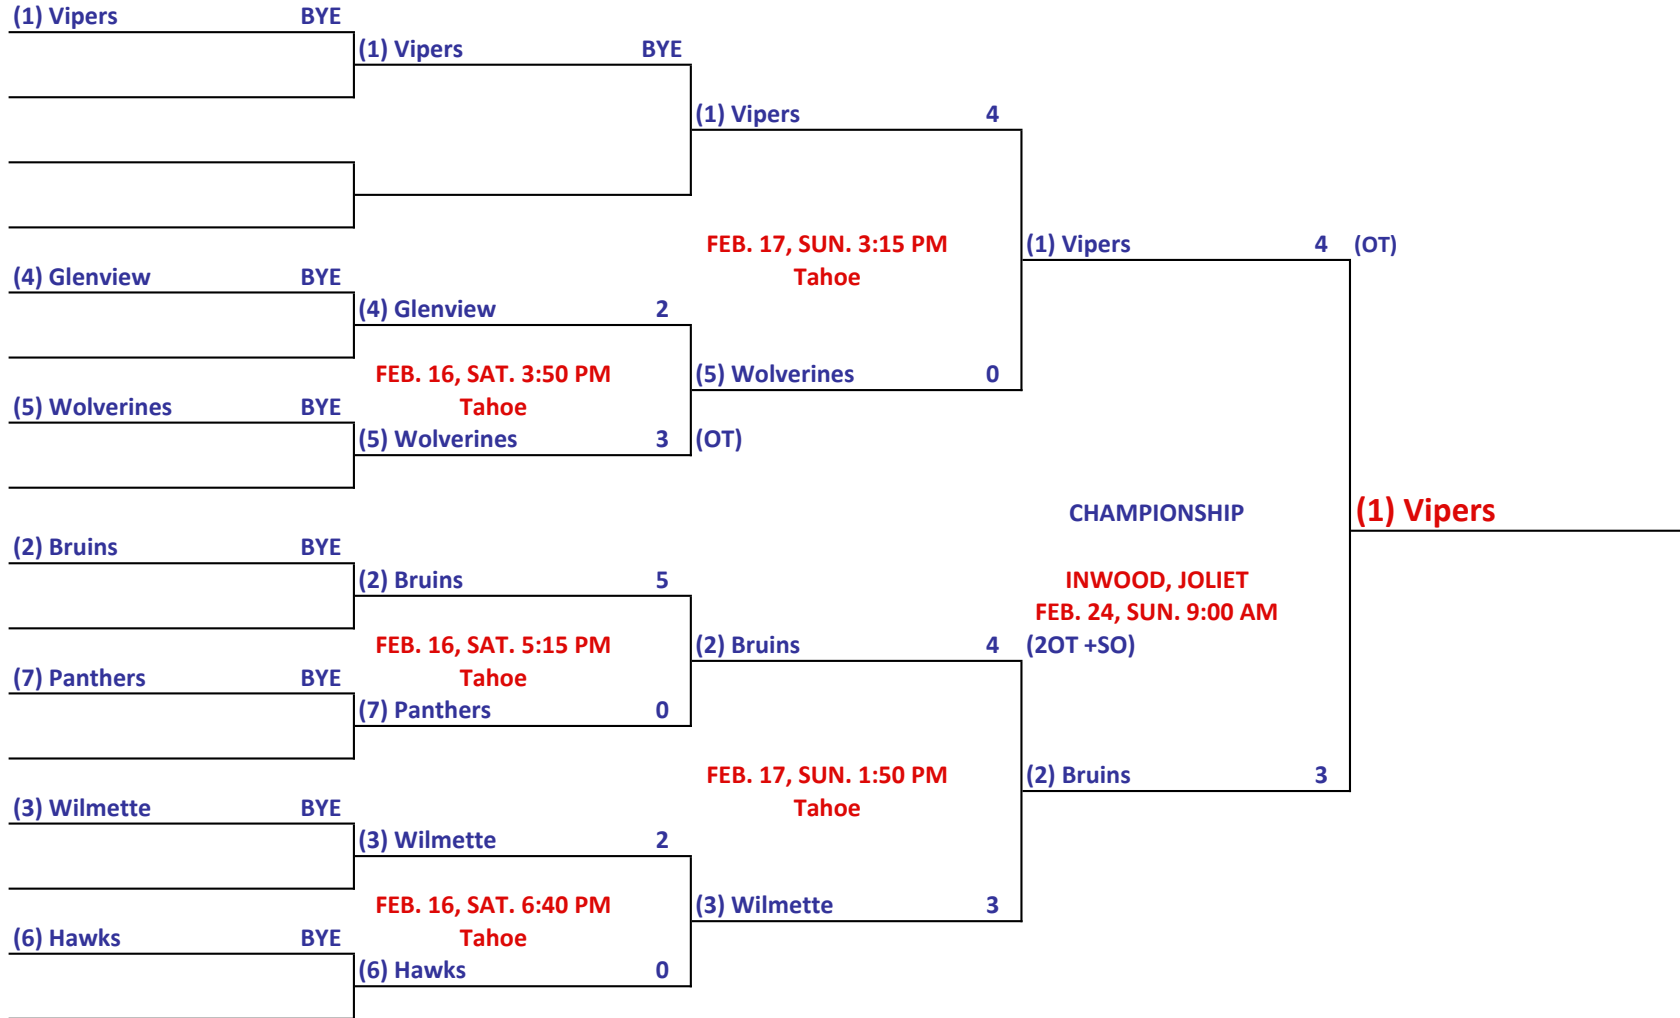 (1) Vipers BYE
(1) Vipers BYE
(1) Vipers 4
FEB. 17, SUN. 3:15 PM
Tahoe
(1) Vipers 4 (OT)
(4) Glenview BYE
(4) Glenview 2
FEB. 16, SAT. 3:50 PM
Tahoe
(5) Wolverines 0
(5) Wolverines BYE
(5) Wolverines 3 (OT)
CHAMPIONSHIP
(1) Vipers
INWOOD, JOLIET
FEB. 24, SUN. 9:00 AM
(2) Bruins BYE
(2) Bruins 5
FEB. 16, SAT. 5:15 PM
Tahoe
(2) Bruins 4 (2OT +SO)
(7) Panthers BYE
(7) Panthers 0
FEB. 17, SUN. 1:50 PM
Tahoe
(2) Bruins 3
(3) Wilmette BYE
(3) Wilmette 2
FEB. 16, SAT. 6:40 PM
Tahoe
(3) Wilmette 3
(6) Hawks BYE
(6) Hawks 0